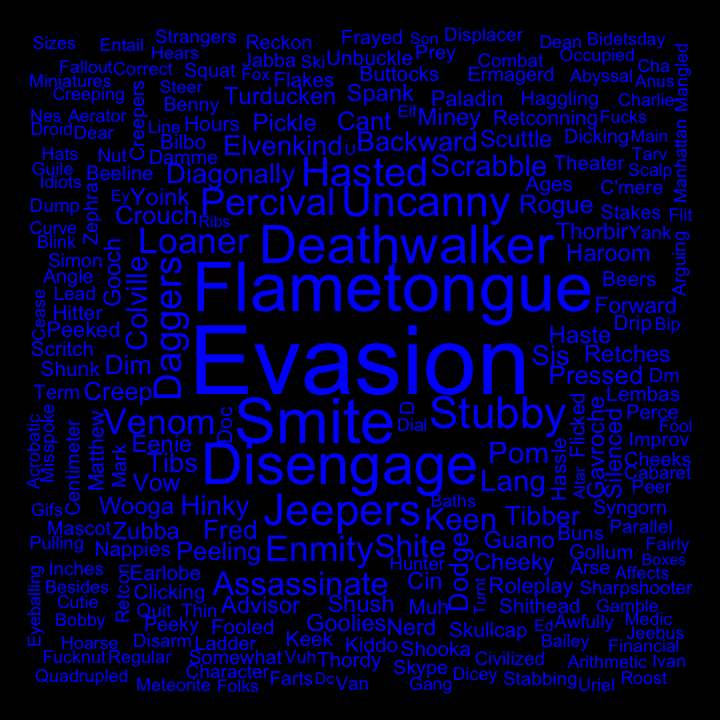 Sizes
Entail
Strangers
Hears
Reckon
Frayed
Son
Displacer
Dean
Bidetsday
Fallout
Correct
Jabba
Ski
Unbuckle
Prey
Combat
Occupied
Cha
Miniatures
Steer
Squat
Fox
Flakes
Buttocks
Ermagerd
Abyssal
Anus
Mangled
Creeping
Creepers
Benny
Turducken
Spank
Paladin
Haggling
Charlie
Nes
Aerator
Line
Hours
Pickle
Cant
Elf
Miney
Retconning
Fucks
Droid
Dear
Bilbo
Elvenkind
U
Backward
Scuttle
Dicking
Main
Hats
Nut
Damme
Diagonally
Hasted
Scrabble
Theater
Tarv
Guile
Beeline
Scalp
Manhattan
Idiots
Ey
Yoink
Percival
Uncanny
Ages
C'mere
Dump
Zephrah
Crouch
Ribs
Rogue
Stakes
Flit
Curve
Loaner
Deathwalker
Thorbir
Yank
Blink
Gooch
Colville
Haroom
Arguing
Simon
Angle
Daggers
Flametongue
Beers
Lead
Forward
Cease
Hitter
Peeked
Evasion
Haste
Drip
Bip
Scritch
Shunk
Dim
Sis
Retches
Pressed
Dm
Term
Creep
Smite
Stubby
Lembas
Acrobatic
Misspoke
Venom
Doc
D
Dial
Flicked
Gavroche
Perce
Fool
Centimeter
Matthew
Mark
Eenie
Disengage
Pom
Hassle
Allar
Silenced
Improv
Tibs
Cheeks
Vow
Lang
Cabaret
Peer
Gifs
Wooga
Hinky
Jeepers
Baths
Keen
Tibber
Syngorn
Mascot
Zubba
Fred
Buns
Parallel
Pulling
Nappies
Peeling
Enmity
Shite
Dodge
Guano
Gollum
Fairly
Inches
Earlobe
Hunter
Cheeky
Arse
Boxes
Affects
Eyeballing
Besides
Retcon
Clicking
Assassinate
Cin
Roleplay
Sharpshooter
Cutie
Quit
Thin
Advisor
Shush
Muh
Turnt
Shithead
Gamble
Bobby
Peeky
Fooled
Goolies
Nerd
Skullcap
Ed
Awfully
Medic
Hoarse
Disarm
Ladder
Keek
Kiddo
Shooka
Bailey
Jeebus
Financial
Fucknut
Regular
Somewhat
Vuh
Thordy
Skype
Civilized
Arithmetic
Ivan
Quadrupled
Character
Farts
Dc
Van
Dicey
Stabbing
Roost
Meteorite
Folks
Gang
Uriel